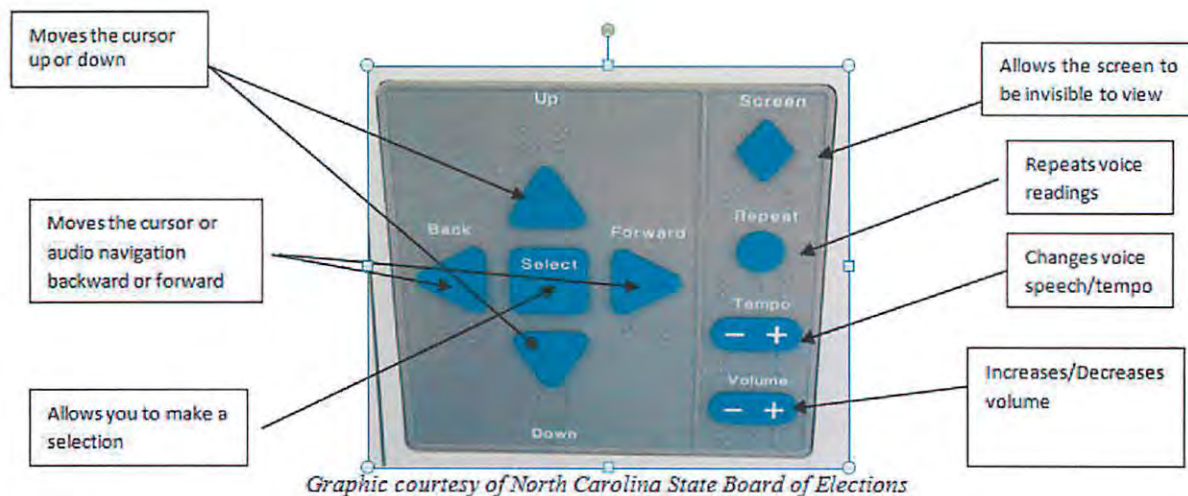 Moves the cursor
up or down
Moves the cursor or
audio navigation
backward or forward
Allows you to make a
selection
Up
Back
Select
Forward
Down
Screen
Repeat
Tempo
− +
Volume
− +
Allows the screen to
be invisible to view
Repeats voice
readings
Changes voice
speech/tempo
Increases/Decreases
volume
Graphic courtesy of North Carolina State Board of Elections